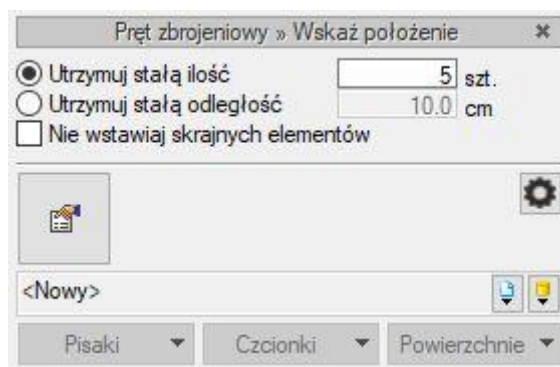 Pręt zbrojeniowy » Wskaż położenie
Utrzymuj stałą ilość 5 szt.
Utrzymuj stałą odległość 10.0 cm
Nie wstawiaj skrajnych elementów
<Nowy>
Pisaki Czcionki Powierzchnie